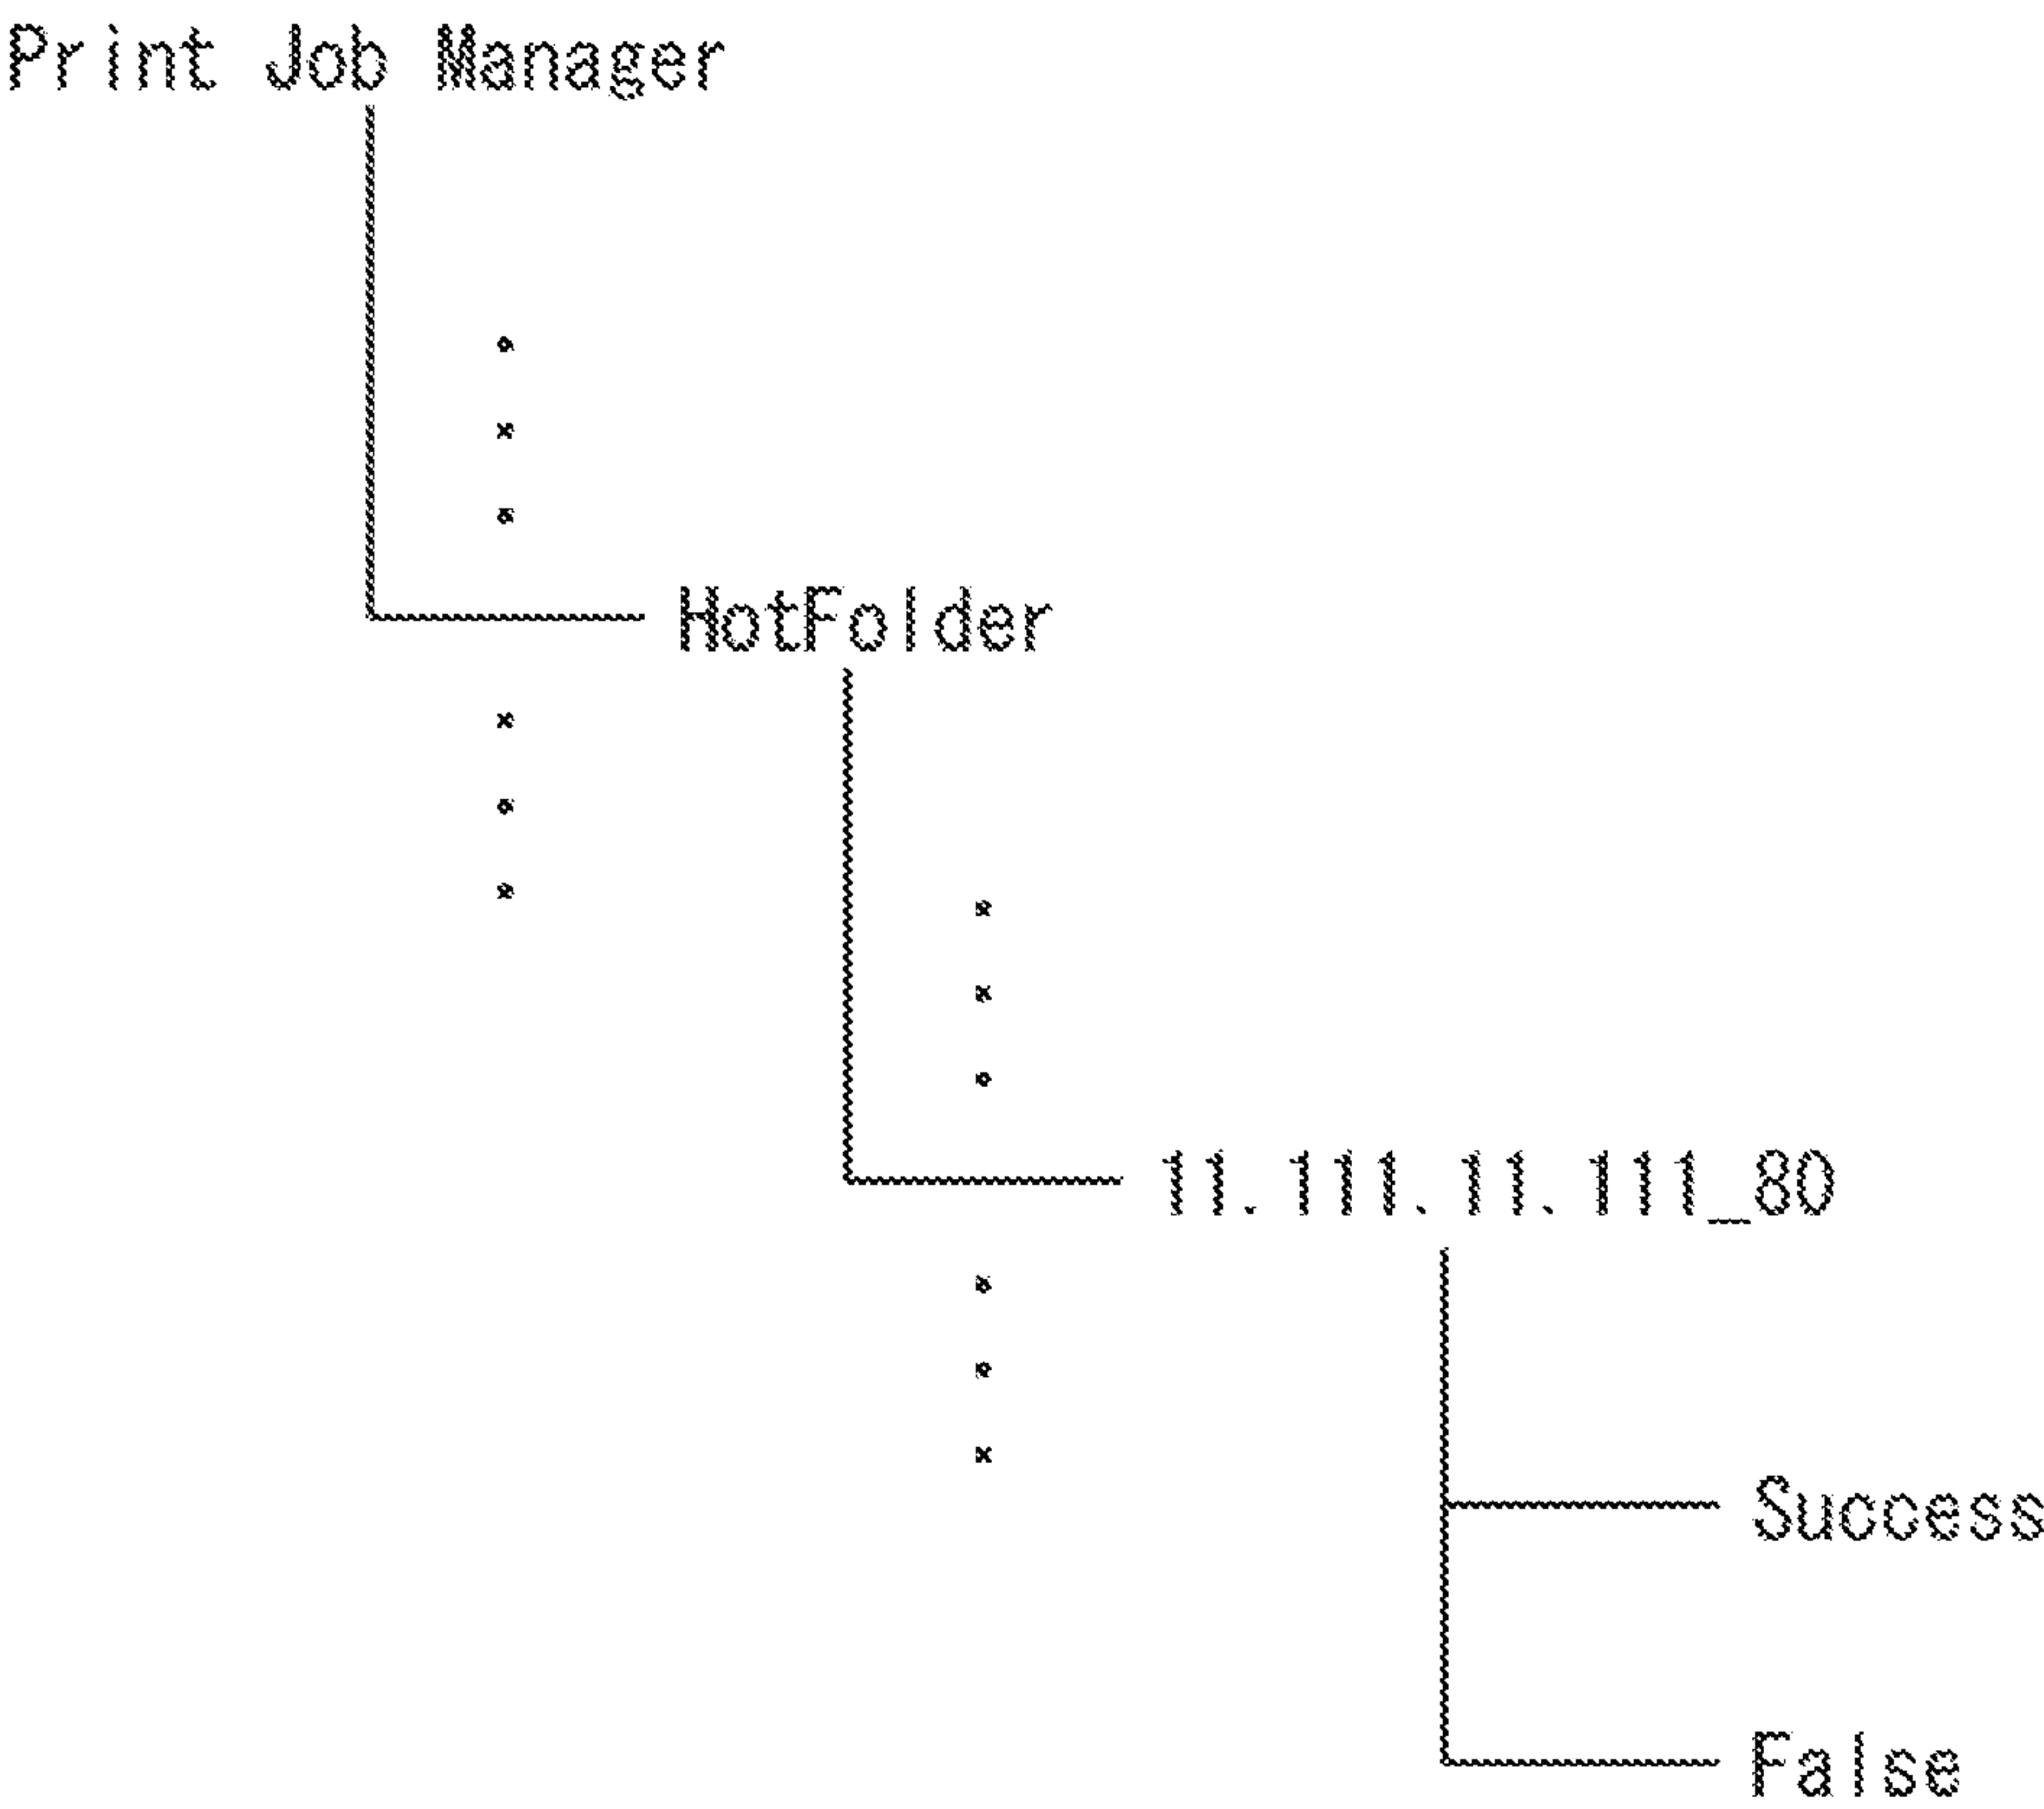 Print Job Manager
HotFolder
11.111.11.111_80
Success
False